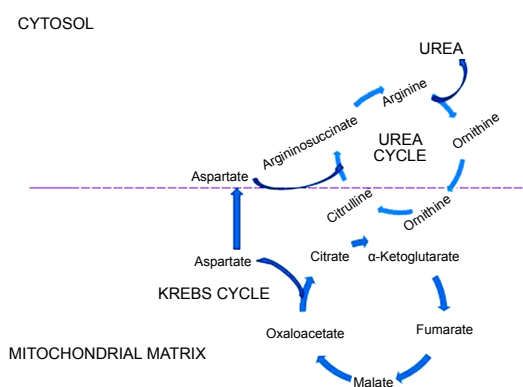 CYTOSOL
UREA
Arginine
Argininosuccinate
UREA
CYCLE
Ornithine
Aspartate
Citrulline
Ornithine
Aspartate
Citrate
α-Ketoglutarate
KREBS CYCLE
Oxaloacetate
Fumarate
MITOCHONDRIAL MATRIX
Malate